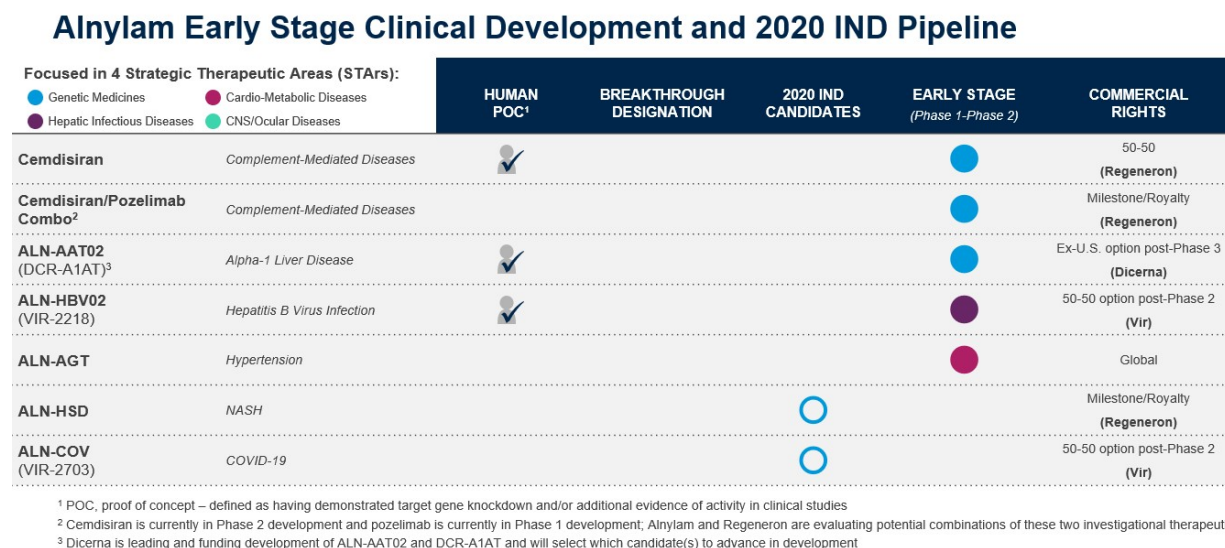 Alnylam Early Stage Clinical Development and 2020 IND Pipeline
Focused in 4 Strategic Therapeutic Areas (STArs):
Genetic Medicines
Cardio-Metabolic Diseases
Hepatic Infectious Diseases
CNS/Ocular Diseases
HUMAN
POC¹
BREAKTHROUGH
DESIGNATION
2020 IND
CANDIDATES
EARLY STAGE
(Phase 1-Phase 2)
COMMERCIAL
RIGHTS
Cemdisiran
Complement-Mediated Diseases
50-50
(Regeneron)
Cemdisiran/Pozelimab
Combo²
Complement-Mediated Diseases
Milestone/Royalty
(Regeneron)
ALN-AAT02
(DCR-A1AT)³
Alpha-1 Liver Disease
Ex-U.S. option post-Phase 3
(Dicerna)
ALN-HBV02
(VIR-2218)
Hepatitis B Virus Infection
50-50 option post-Phase 2
(Vir)
ALN-AGT
Hypertension
Global
ALN-HSD
NASH
Milestone/Royalty
(Regeneron)
ALN-COV
(VIR-2703)
COVID-19
50-50 option post-Phase 2
(Vir)
¹ POC, proof of concept – defined as having demonstrated target gene knockdown and/or additional evidence of activity in clinical studies
² Cemdisiran is currently in Phase 2 development and pozelimab is currently in Phase 1 development; Alnylam and Regeneron are evaluating potential combinations of these two investigational therapeut
³ Dicerna is leading and funding development of ALN-AAT02 and DCR-A1AT and will select which candidate(s) to advance in development